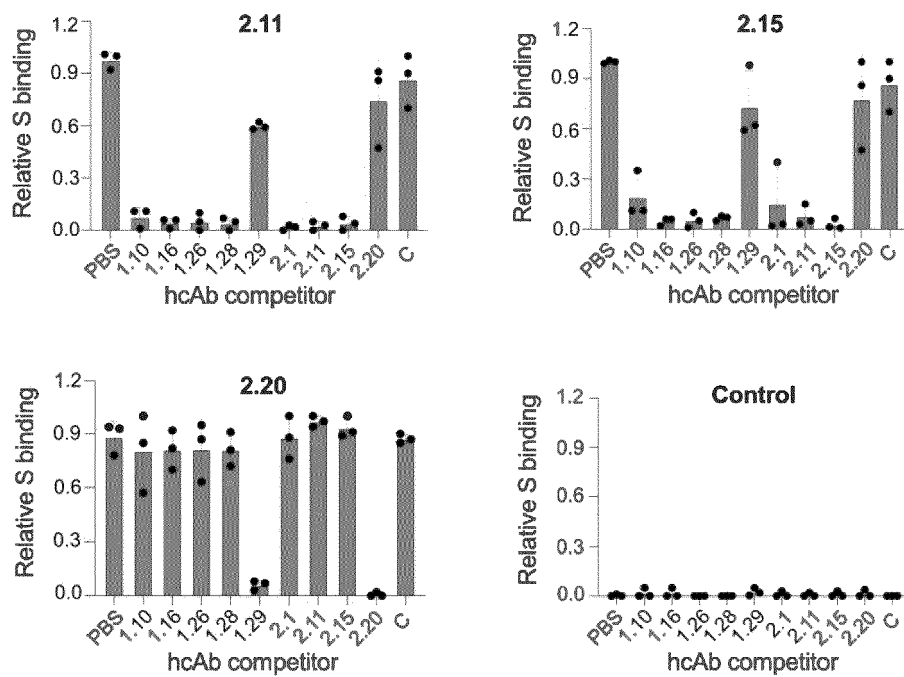 2.11
1.2
0.9
0.6
0.3
0.0
Relative S binding
PBS 1.10 1.16 1.26 1.28 1.29 2.1 2.11 2.15 2.20 C
hcAb competitor
2.15
1.2
0.9
0.6
0.3
0.0
Relative S binding
PBS 1.10 1.16 1.26 1.28 1.29 2.1 2.11 2.15 2.20 C
hcAb competitor
2.20
1.2
0.9
0.6
0.3
0.0
Relative S binding
PBS 1.10 1.16 1.26 1.28 1.29 2.1 2.11 2.15 2.20 C
hcAb competitor
Control
1.2
0.9
0.6
0.3
0.0
Relative S binding
PBS 1.10 1.16 1.26 1.28 1.29 2.1 2.11 2.15 2.20 C
hcAb competitor